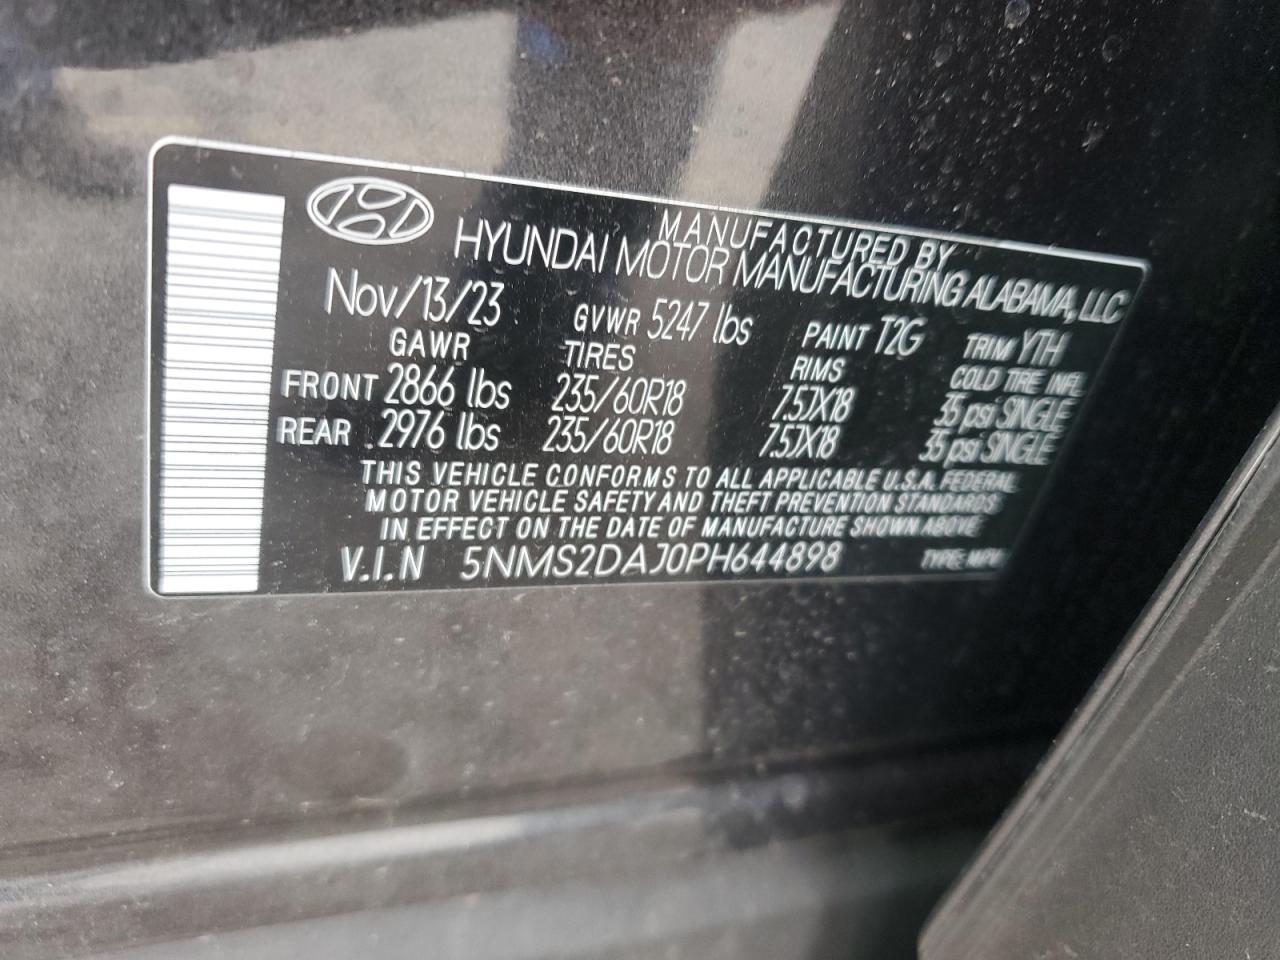 MANUFACTURED BY
HYUNDAI MOTOR MANUFACTURING ALABAMA, LLC
Nov/13/23 GVWR 5247 lbs PAINT T2G TRIM YTH
GAWR TIRES RIMS COLD TIRE INFL
FRONT 2866 lbs 235/60R18 7.5JX18 35 psi SINGLE
REAR 2976 lbs 235/60R18 7.5JX18 35 psi SINGLE
THIS VEHICLE CONFORMS TO ALL APPLICABLE U.S.A. FEDERAL
MOTOR VEHICLE SAFETY AND THEFT PREVENTION STANDARDS
IN EFFECT ON THE DATE OF MANUFACTURE SHOWN ABOVE
V.I.N 5NMS2DAJ0PH644898 TYPE: MPV